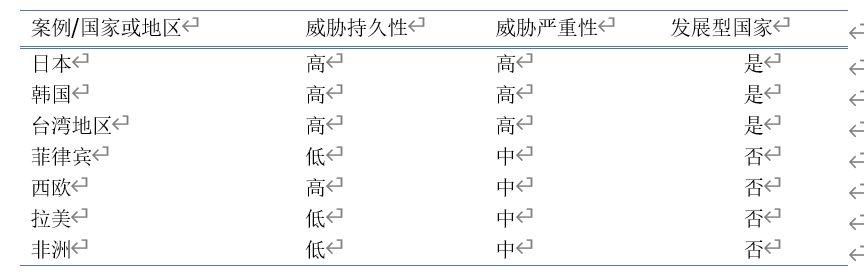 案例/国家或地区 威胁持久性 威胁严重性 发展型国家
日本 高 高 是
韩国 高 高 是
台湾地区 高 高 是
菲律宾 低 中 否
西欧 高 中 否
拉美 低 中 否
非洲 低 中 否